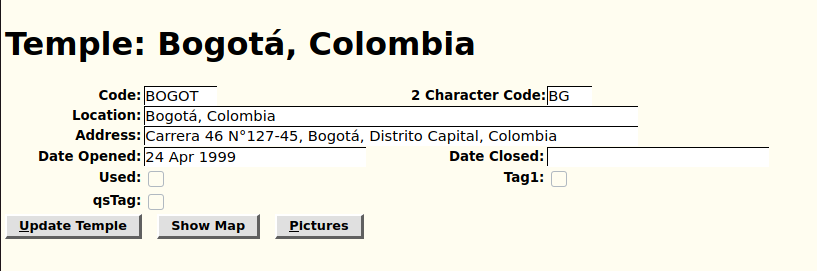 Temple: Bogotá, Colombia
Code: BOGOT 2 Character Code: BG
Location: Bogotá, Colombia
Address: Carrera 46 N°127-45, Bogotá, Distrito Capital, Colombia
Date Opened: 24 Apr 1999 Date Closed:
Used: Tag1:
qsTag:
Update Temple Show Map PIctures